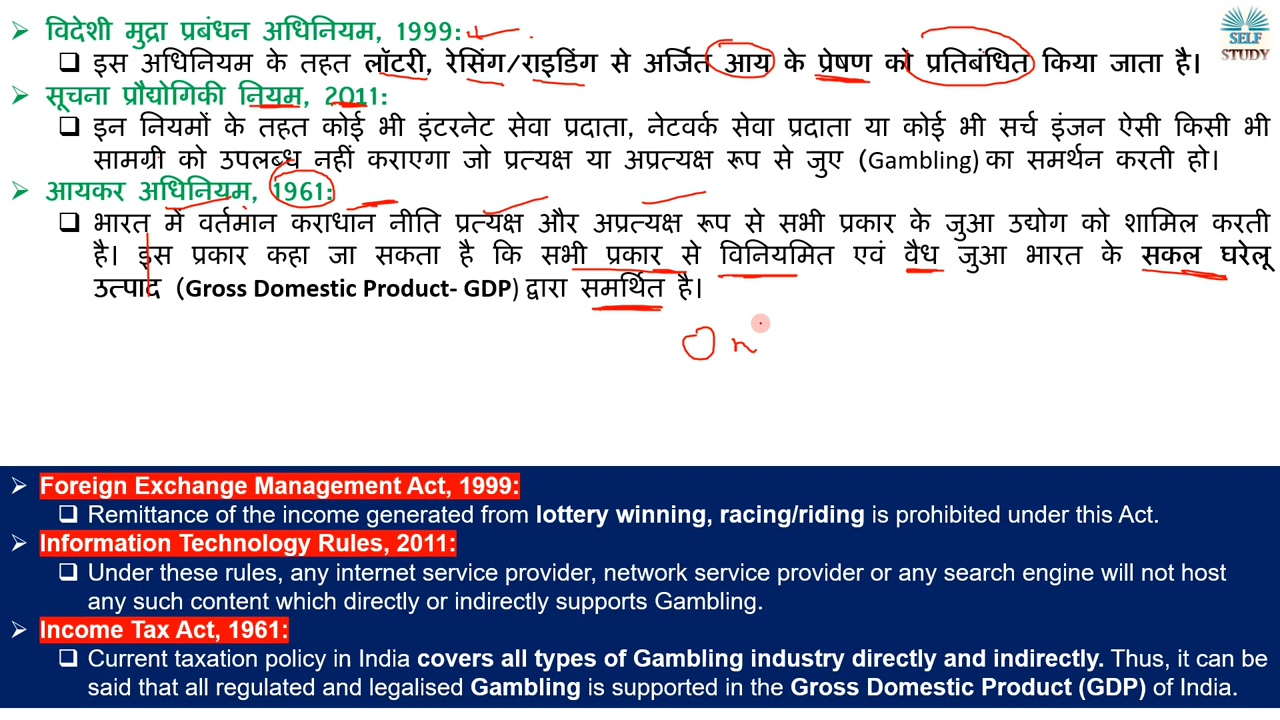 SELF
STUDY
➢ विदेशी मुद्रा प्रबंधन अधिनियम, 1999:
❑ इस अधिनियम के तहत लॉटरी, रेसिंग/राइडिंग से अर्जित आय के प्रेषण को प्रतिबंधित किया जाता है।
➢ सूचना प्रौद्योगिकी नियम, 2011:
❑ इन नियमों के तहत कोई भी इंटरनेट सेवा प्रदाता, नेटवर्क सेवा प्रदाता या कोई भी सर्च इंजन ऐसी किसी भी
सामग्री को उपलब्ध नहीं कराएगा जो प्रत्यक्ष या अप्रत्यक्ष रूप से जुए (Gambling) का समर्थन करती हो।
➢ आयकर अधिनियम, 1961:
❑ भारत में वर्तमान कराधान नीति प्रत्यक्ष और अप्रत्यक्ष रूप से सभी प्रकार के जुआ उद्योग को शामिल करती
है। इस प्रकार कहा जा सकता है कि सभी प्रकार से विनियमित एवं वैध जुआ भारत के सकल घरेलू
उत्पाद (Gross Domestic Product- GDP) द्वारा समर्थित है।
On
➢ Foreign Exchange Management Act, 1999:
❑ Remittance of the income generated from lottery winning, racing/riding is prohibited under this Act.
➢ Information Technology Rules, 2011:
❑ Under these rules, any internet service provider, network service provider or any search engine will not host
any such content which directly or indirectly supports Gambling.
➢ Income Tax Act, 1961:
❑ Current taxation policy in India covers all types of Gambling industry directly and indirectly. Thus, it can be
said that all regulated and legalised Gambling is supported in the Gross Domestic Product (GDP) of India.